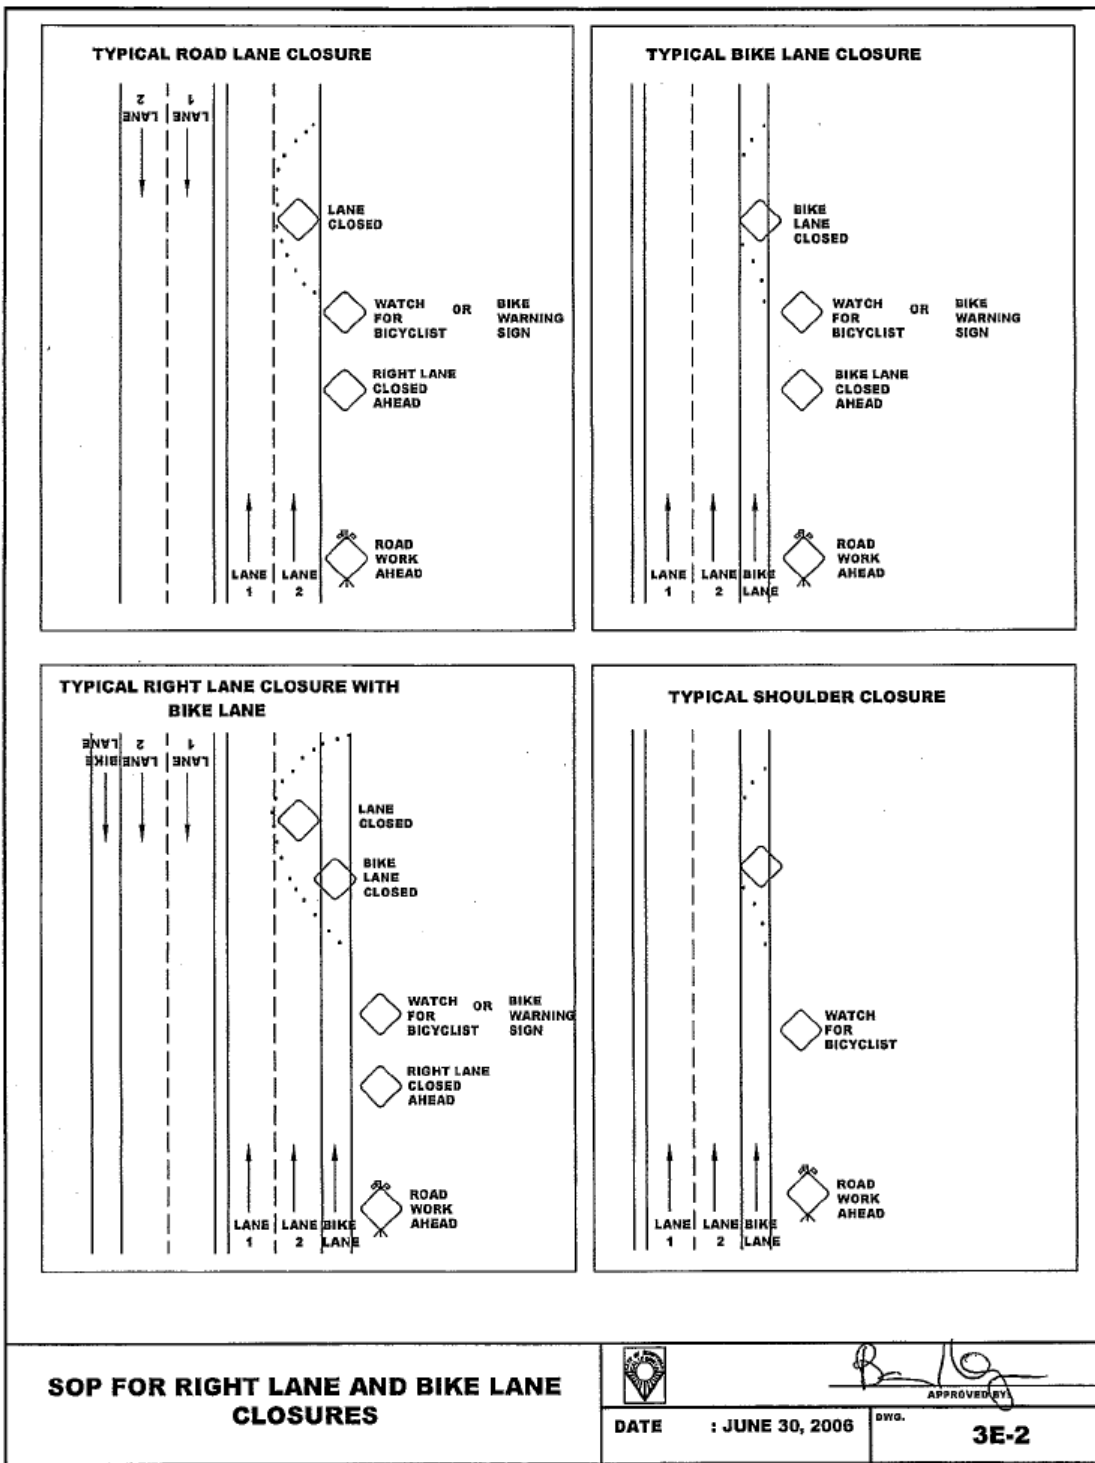 TYPICAL ROAD LANE CLOSURE
LANE 2
LANE 1
LANE
CLOSED
WATCH
FOR
BICYCLIST
OR
BIKE
WARNING
SIGN
RIGHT LANE
CLOSED
AHEAD
ROAD
WORK
AHEAD
LANE
1
LANE
2
TYPICAL BIKE LANE CLOSURE
BIKE
LANE
CLOSED
WATCH
FOR
BICYCLIST
OR
BIKE
WARNING
SIGN
BIKE LANE
CLOSED
AHEAD
ROAD
WORK
AHEAD
LANE
1
LANE
2
BIKE
LANE
TYPICAL RIGHT LANE CLOSURE WITH
BIKE LANE
BIKE
LANE
LANE
2
LANE
1
LANE
CLOSED
BIKE
LANE
CLOSED
WATCH
FOR
BICYCLIST
OR
BIKE
WARNING
SIGN
RIGHT LANE
CLOSED
AHEAD
ROAD
WORK
AHEAD
LANE
1
LANE
2
BIKE
LANE
TYPICAL SHOULDER CLOSURE
WATCH
FOR
BICYCLIST
ROAD
WORK
AHEAD
LANE
1
LANE
2
BIKE
LANE
SOP FOR RIGHT LANE AND BIKE LANE
CLOSURES
APPROVED BY:
DATE : JUNE 30, 2006
DWG.
3E-2